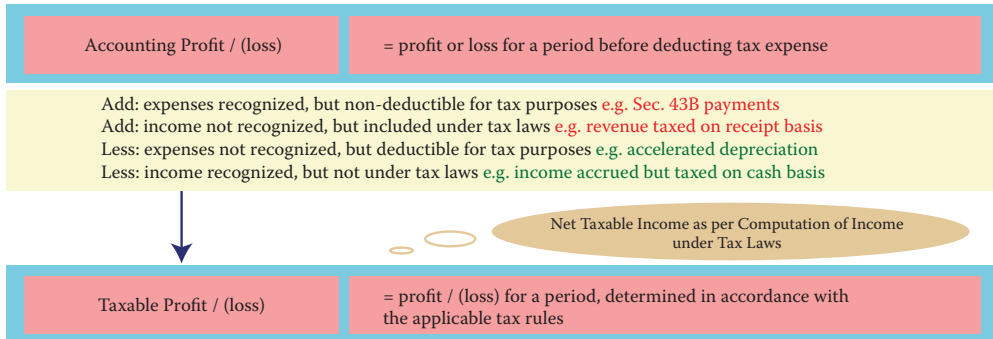 Accounting Profit / (loss)
= profit or loss for a period before deducting tax expense
Add: expenses recognized, but non-deductible for tax purposes e.g. Sec. 43B payments
Add: income not recognized, but included under tax laws e.g. revenue taxed on receipt basis
Less: expenses not recognized, but deductible for tax purposes e.g. accelerated depreciation
Less: income recognized, but not under tax laws e.g. income accrued but taxed on cash basis
Net Taxable Income as per Computation of Income
under Tax Laws
Taxable Profit / (loss)
= profit / (loss) for a period, determined in accordance with
the applicable tax rules